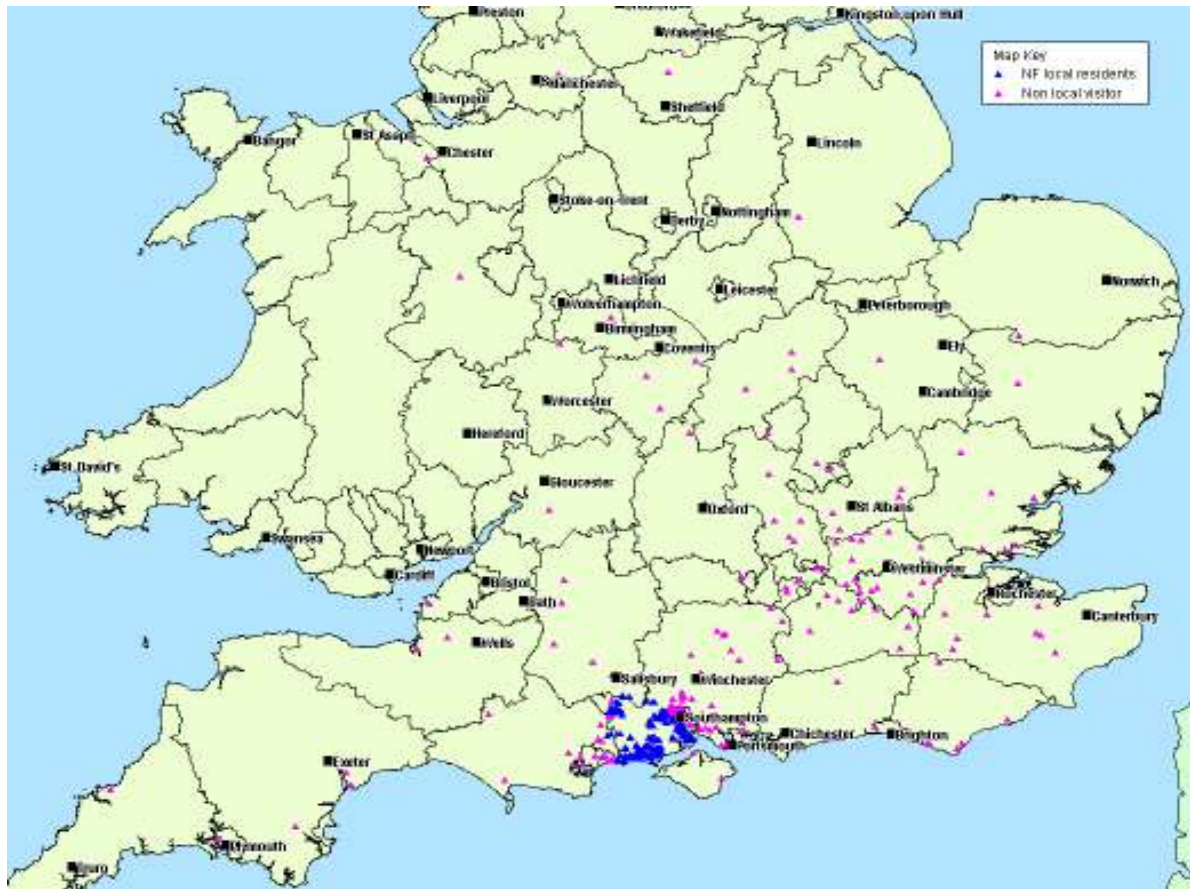 Preston
Kingston upon Hull
Wakefield
Map Key
NF local residents
Non local visitor
Manchester
Liverpool
Sheffield
Bangor
St Asaph
Chester
Lincoln
Stoke-on-Trent
Derby
Nottingham
Lichfield
Leicester
Norwich
Wolverhampton
Peterborough
Birmingham
Coventry
Ely
Worcester
Cambridge
Hereford
St David's
Gloucester
Oxford
St Albans
Swansea
Newport
Cardiff
Bristol
Bath
Rochester
Canterbury
Wells
Salisbury
Winchester
Southampton
Portsmouth
Chichester
Brighton
Exeter
Plymouth
Truro